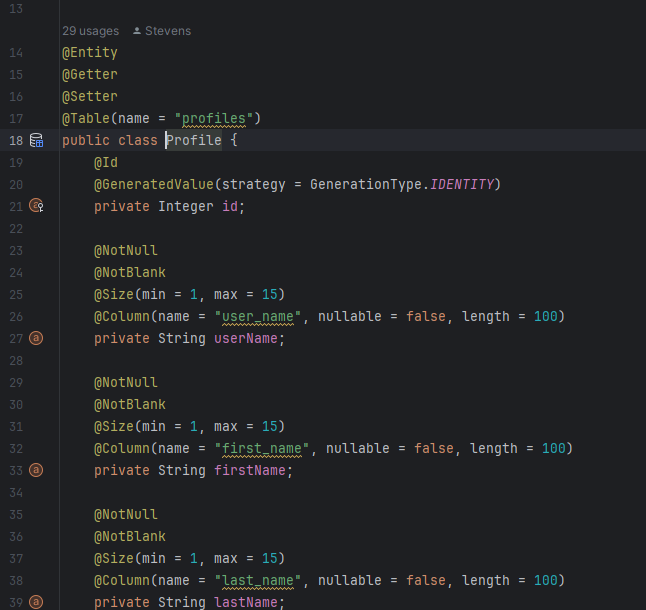 13
29 usages Stevens
14 @Entity
15 @Getter
16 @Setter
17 @Table(name = "profiles")
18 public class Profile {
19 @Id
20 @GeneratedValue(strategy = GenerationType.IDENTITY)
21 private Integer id;
22
23 @NotNull
24 @NotBlank
25 @Size(min = 1, max = 15)
26 @Column(name = "user_name", nullable = false, length = 100)
27 private String userName;
28
29 @NotNull
30 @NotBlank
31 @Size(min = 1, max = 15)
32 @Column(name = "first_name", nullable = false, length = 100)
33 private String firstName;
34
35 @NotNull
36 @NotBlank
37 @Size(min = 1, max = 15)
38 @Column(name = "last_name", nullable = false, length = 100)
39 private String lastName;